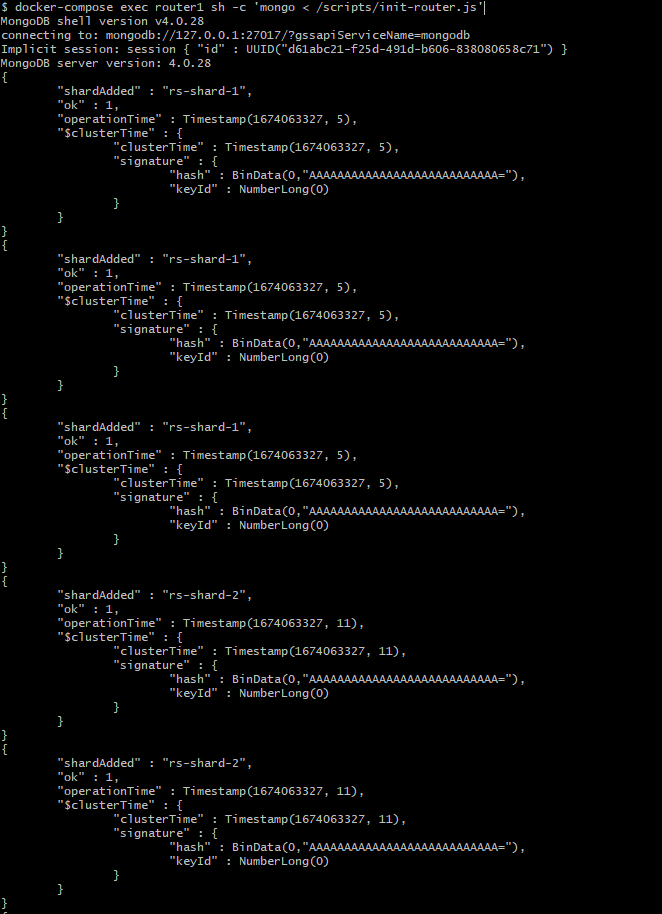 $ docker-compose exec router1 sh -c 'mongo < /scripts/init-router.js'
MongoDB shell version v4.0.28
connecting to: mongodb://127.0.0.1:27017/?gssapiServiceName=mongodb
Implicit session: session { "id" : UUID("d61abc21-f25d-491d-b606-838080658c71") }
MongoDB server version: 4.0.28
{
        "shardAdded" : "rs-shard-1",
        "ok" : 1,
        "operationTime" : Timestamp(1674063327, 5),
        "$clusterTime" : {
                "clusterTime" : Timestamp(1674063327, 5),
                "signature" : {
                        "hash" : BinData(0,"AAAAAAAAAAAAAAAAAAAAAAAAAAA="),
                        "keyId" : NumberLong(0)
                }
        }
}
{
        "shardAdded" : "rs-shard-1",
        "ok" : 1,
        "operationTime" : Timestamp(1674063327, 5),
        "$clusterTime" : {
                "clusterTime" : Timestamp(1674063327, 5),
                "signature" : {
                        "hash" : BinData(0,"AAAAAAAAAAAAAAAAAAAAAAAAAAA="),
                        "keyId" : NumberLong(0)
                }
        }
}
{
        "shardAdded" : "rs-shard-1",
        "ok" : 1,
        "operationTime" : Timestamp(1674063327, 5),
        "$clusterTime" : {
                "clusterTime" : Timestamp(1674063327, 5),
                "signature" : {
                        "hash" : BinData(0,"AAAAAAAAAAAAAAAAAAAAAAAAAAA="),
                        "keyId" : NumberLong(0)
                }
        }
}
{
        "shardAdded" : "rs-shard-2",
        "ok" : 1,
        "operationTime" : Timestamp(1674063327, 11),
        "$clusterTime" : {
                "clusterTime" : Timestamp(1674063327, 11),
                "signature" : {
                        "hash" : BinData(0,"AAAAAAAAAAAAAAAAAAAAAAAAAAA="),
                        "keyId" : NumberLong(0)
                }
        }
}
{
        "shardAdded" : "rs-shard-2",
        "ok" : 1,
        "operationTime" : Timestamp(1674063327, 11),
        "$clusterTime" : {
                "clusterTime" : Timestamp(1674063327, 11),
                "signature" : {
                        "hash" : BinData(0,"AAAAAAAAAAAAAAAAAAAAAAAAAAA="),
                        "keyId" : NumberLong(0)
                }
        }
}